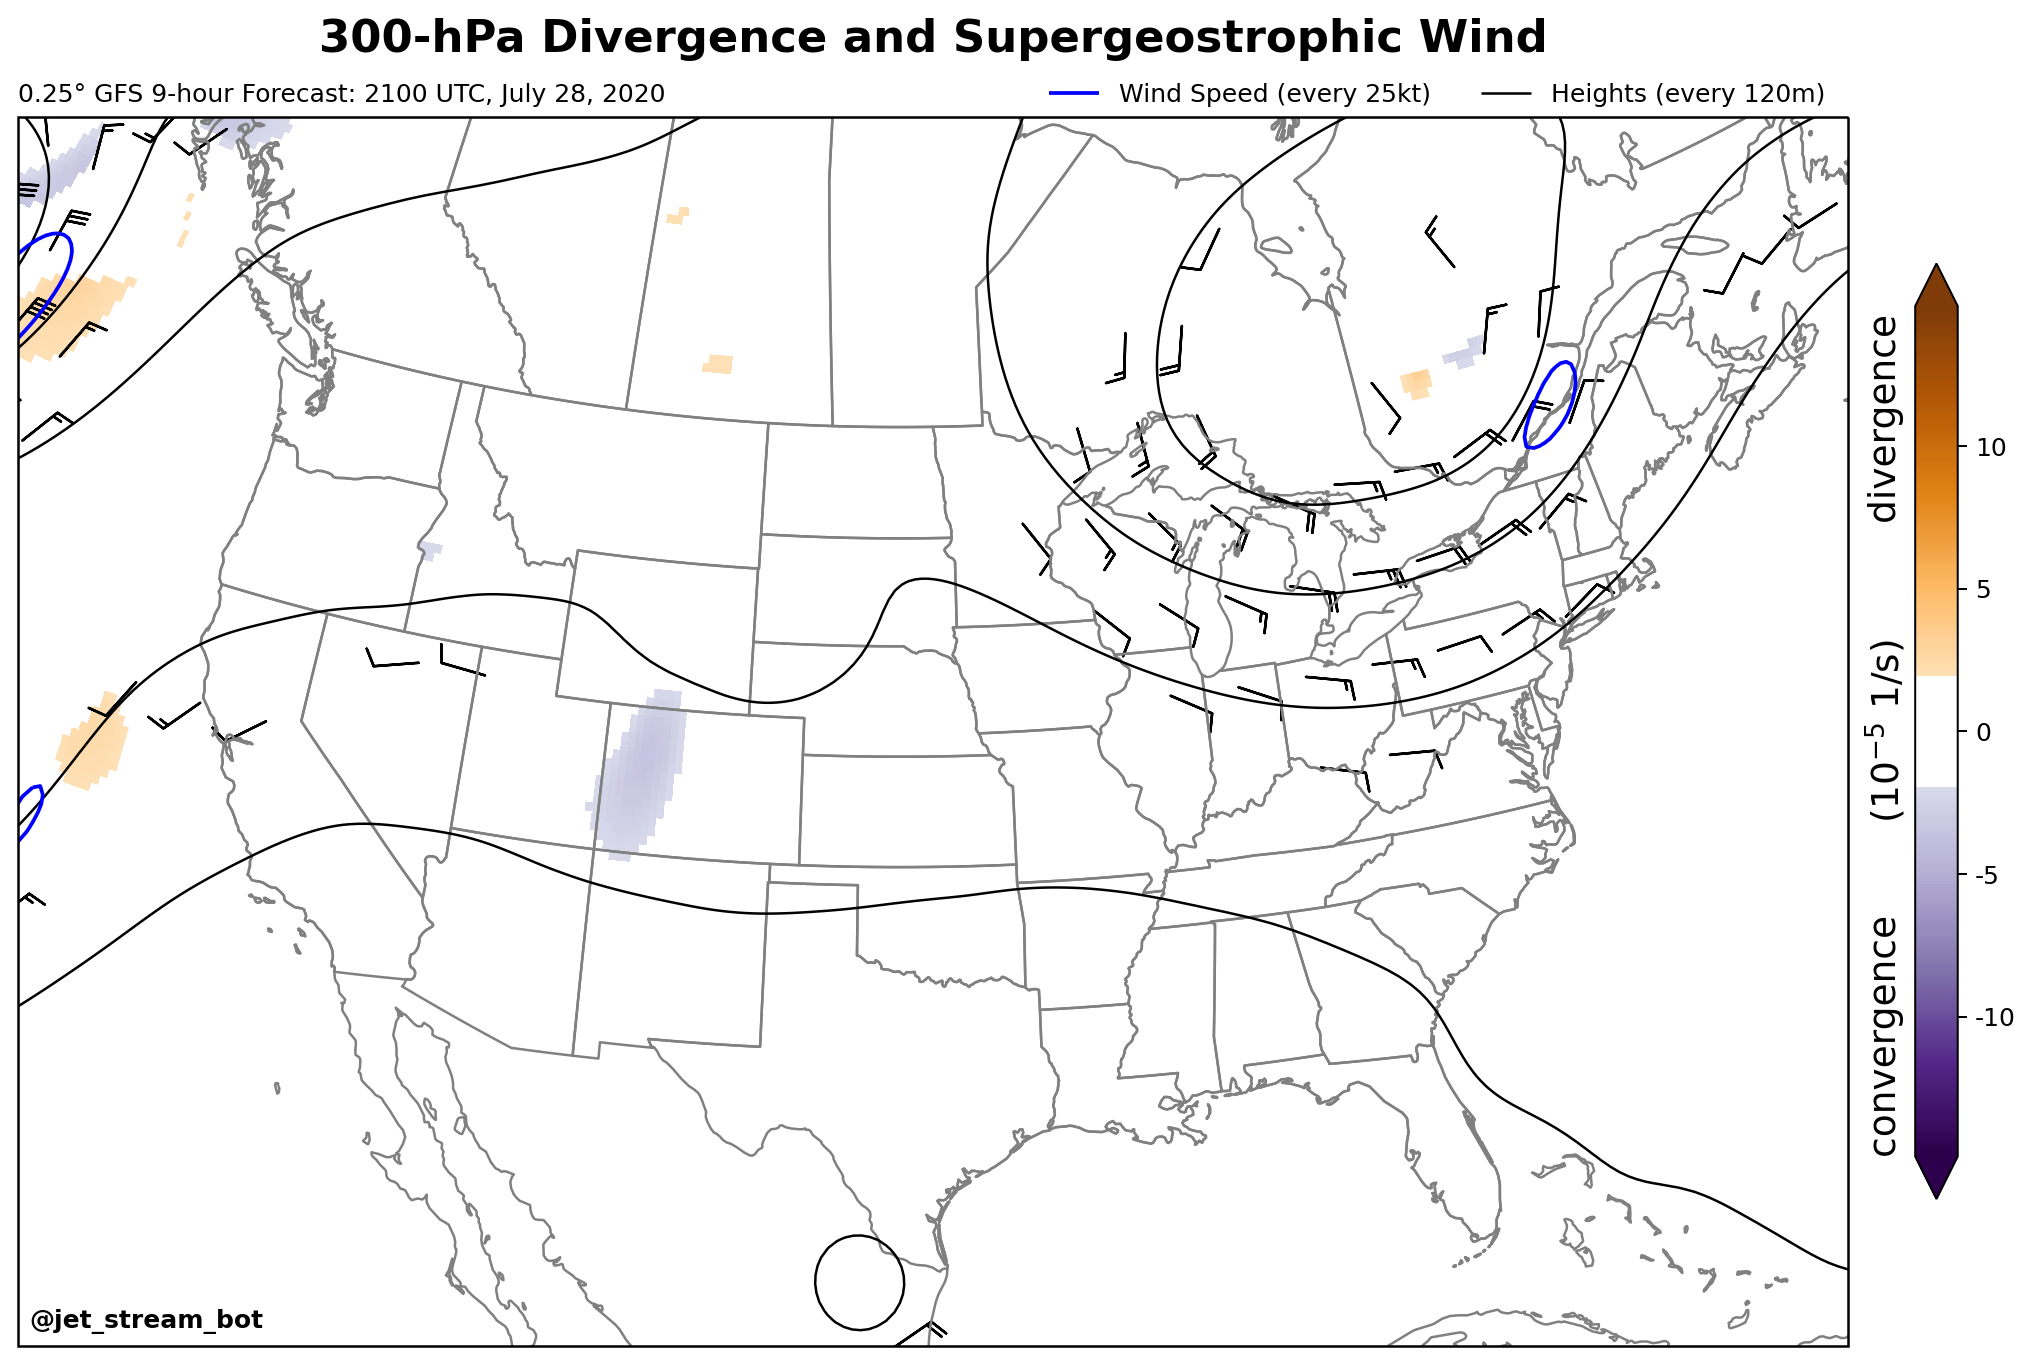 300-hPa Divergence and Supergeostrophic Wind
0.25° GFS 9-hour Forecast: 2100 UTC, July 28, 2020
Wind Speed (every 25kt)
Heights (every 120m)
convergence (10⁻⁵ 1/s) divergence
10
5
0
-5
-10
@jet_stream_bot